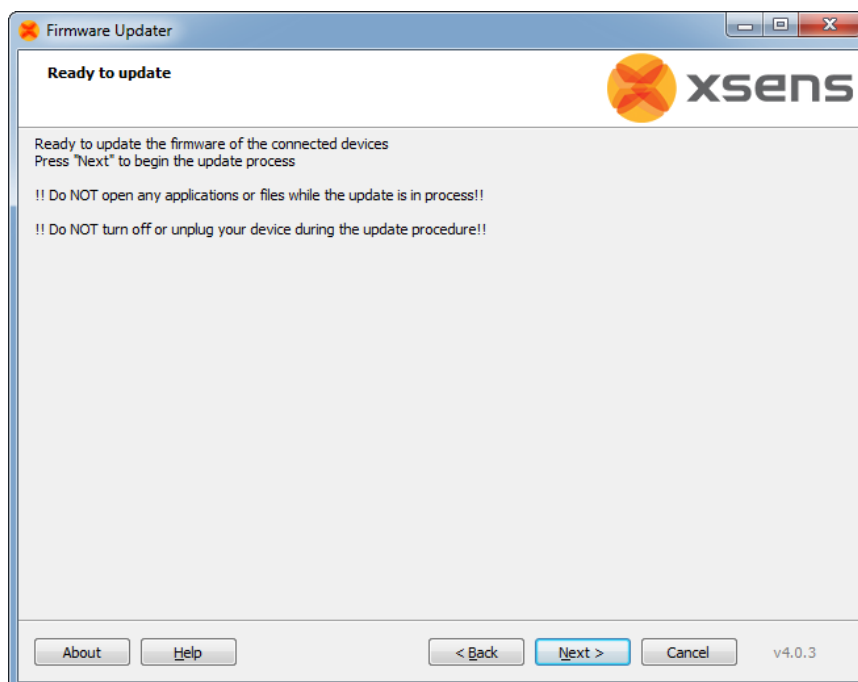 Firmware Updater
Ready to update
xsens
Ready to update the firmware of the connected devices
Press "Next" to begin the update process
!! Do NOT open any applications or files while the update is in process!!
!! Do NOT turn off or unplug your device during the update procedure!!
About
Help
< Back
Next >
Cancel
v4.0.3